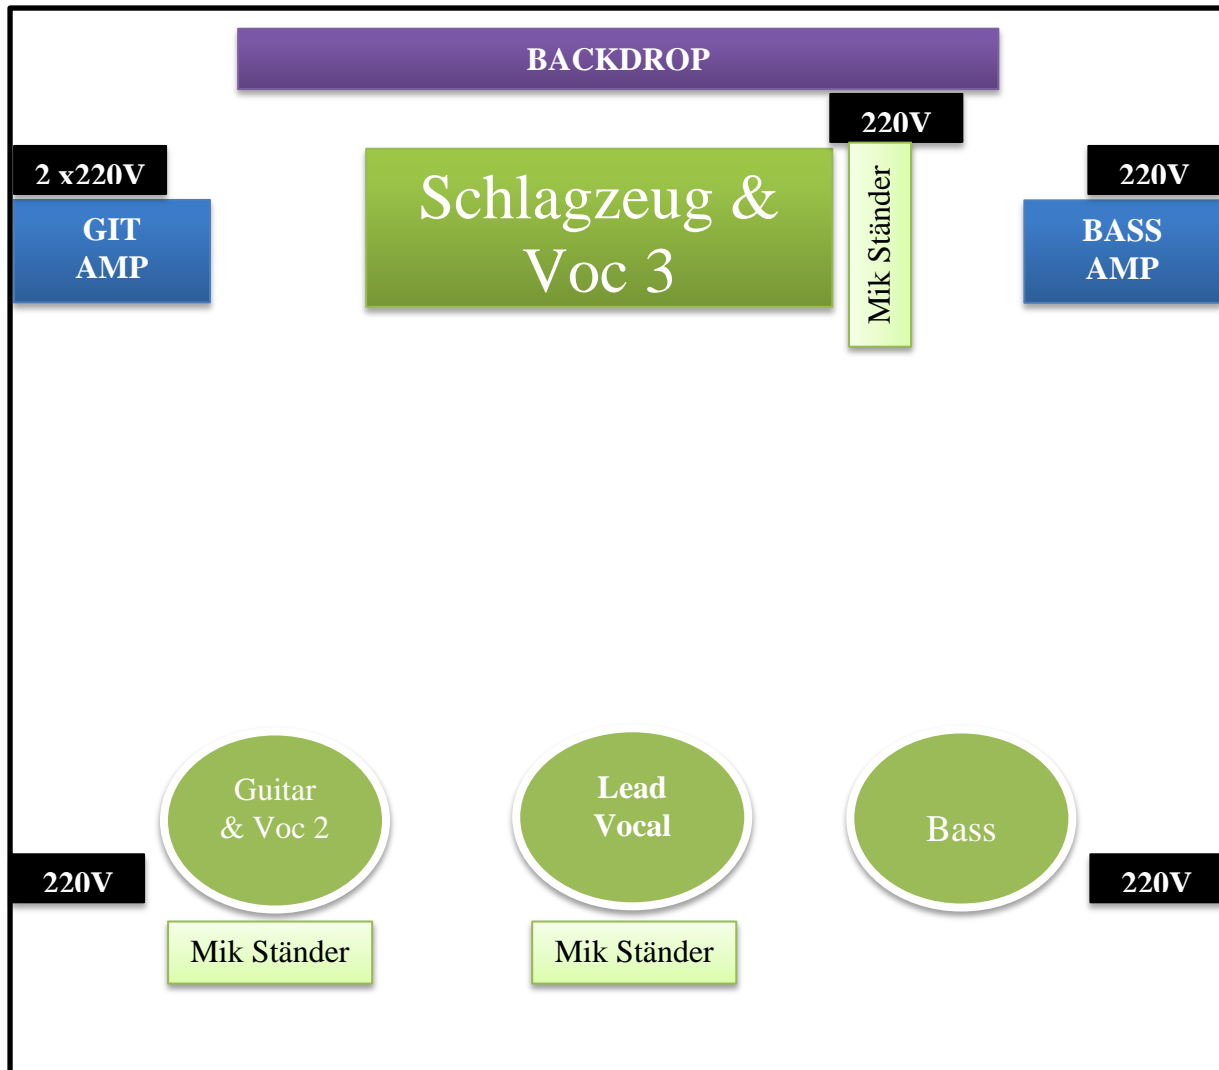 BACKDROP
220V
2 x220V
Schlagzeug &
Voc 3
Mik Ständer
220V
GIT
AMP
BASS
AMP
Guitar
& Voc 2
Lead
Vocal
Bass
220V
220V
Mik Ständer
Mik Ständer